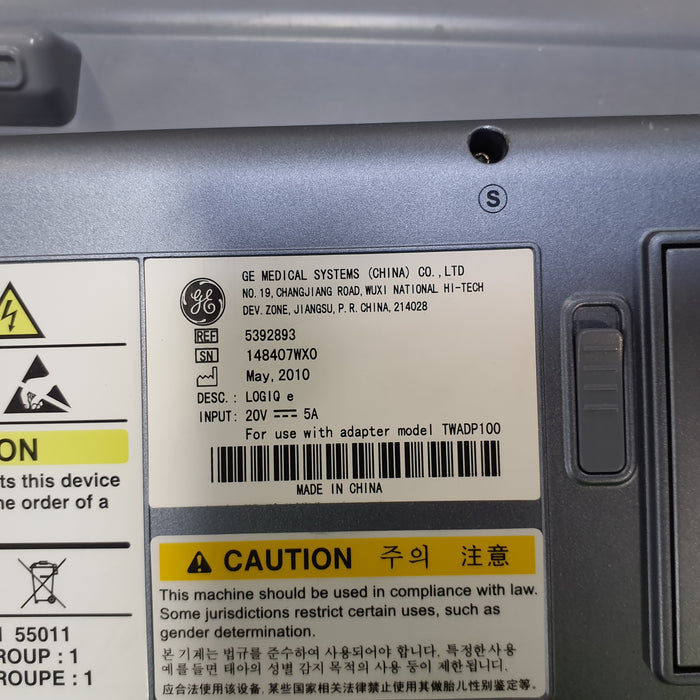 S
GE MEDICAL SYSTEMS (CHINA) CO.,LTD
NO.19, CHANGJIANG ROAD, WUXI NATIONAL HI-TECH
DEV. ZONE, JIANGSU, P.R. CHINA, 214028
GE
REF 5392893
SN 148407WX0
May, 2010
DESC.: LOGIQ e
INPUT: 20V 5A
For use with adapter model TWADP100
MADE IN CHINA
ON
ts this device
e order of a
55011
ROUP : 1
ROUPE : 1
CAUTION 주의 注意
This machine should be used in compliance with law.
Some jurisdictions restrict certain uses, such as
gender determination.
본 기계는 법규를 준수하여 사용되어야 합니다. 특정한 사용
예를 들면 태아의 성별 감지 목적의 사용 등이 제한됩니다.
应合法使用该设备, 某些国家相关法律禁止使用其做胎儿性别鉴定等。